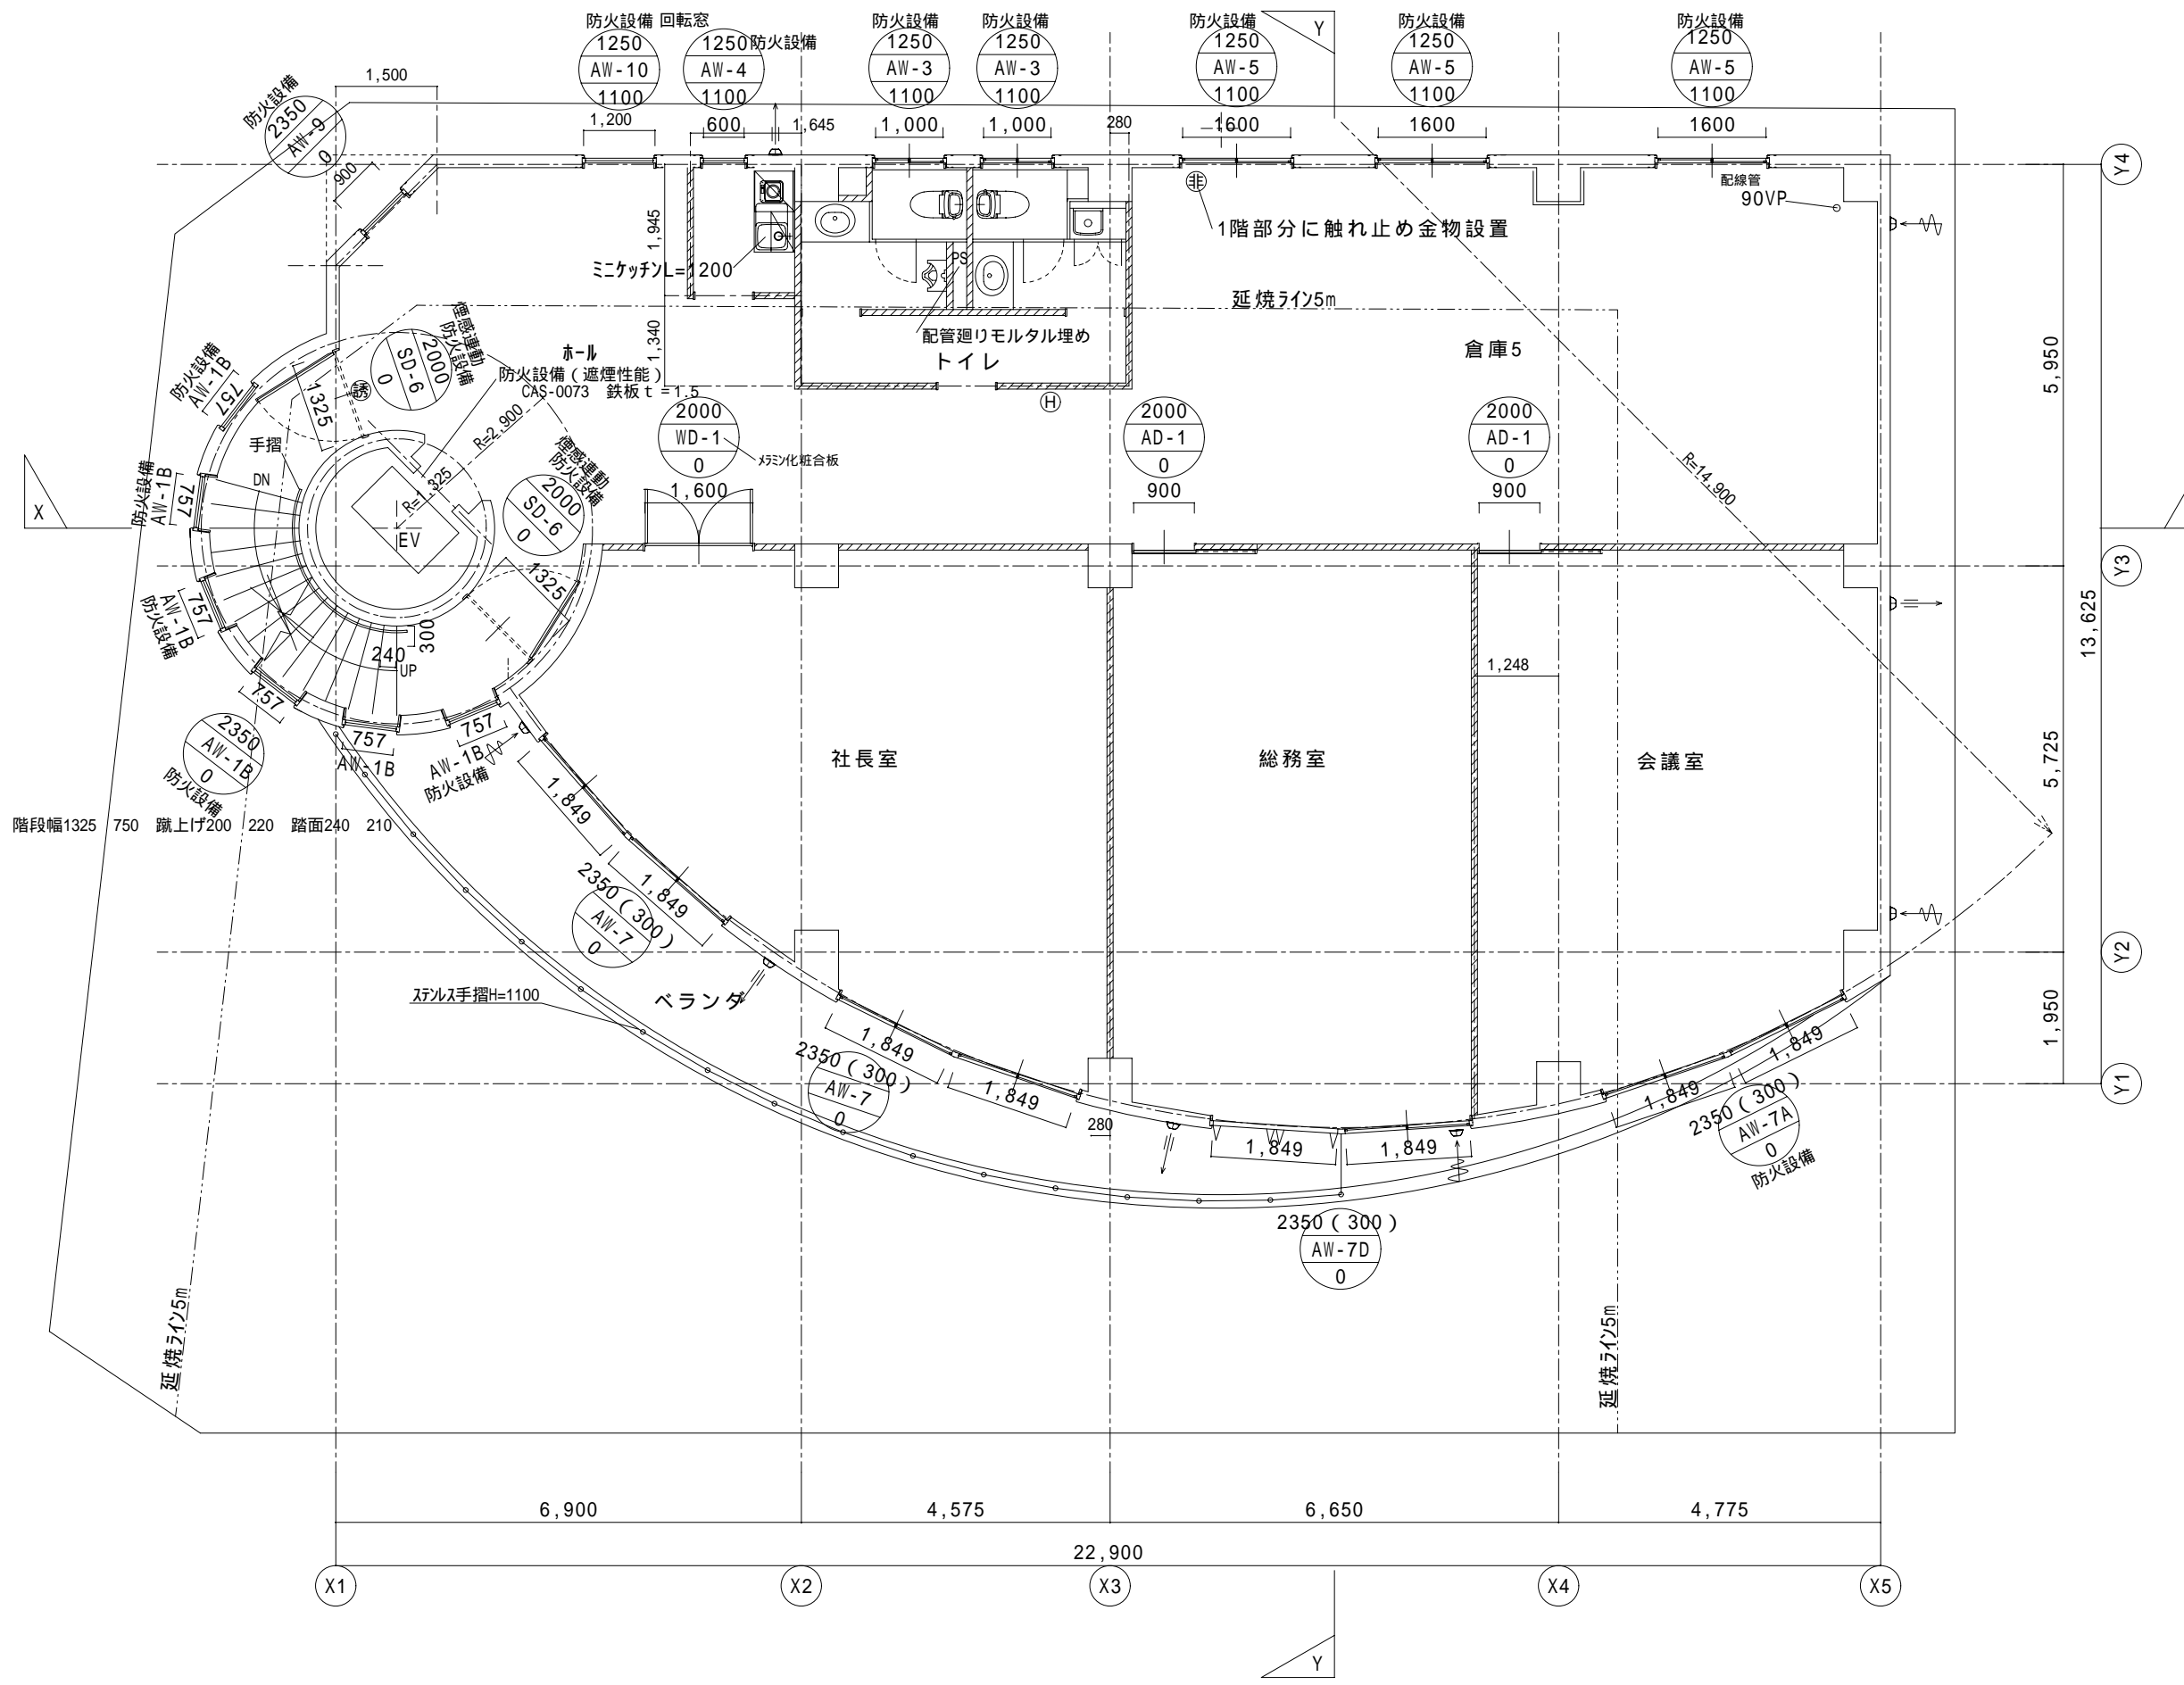 防火設備 回転窓
1250
AW-10
1100
1250
防火設備
AW-4
1100
防火設備
1250
AW-3
1100
防火設備
1250
AW-3
1100
防火設備
1250
AW-5
1100
Y
防火設備
1250
AW-5
1100
防火設備
1250
AW-5
1100
防火設備
2350
AW-9
0
1,500
1,200
600
1,645
1,000
1,000
280
1600
1600
1600
900
Y4
配線管
90VP
非
1階部分に触れ止め金物設置
1,945
ミニキッチンL=1200
PS
延焼ライン5m
配管廻りモルタル埋め
トイレ
1,340
倉庫5
5,950
煙感連動
防火設備
2000
SD-6
0
ホール
防火設備(遮煙性能)
CAS-0073 鉄板t=1.5
防火設備
AW-1B
757
1325
誘
R=2,900
H
2000
WD-1
0
メラミン化粧合板
2000
AD-1
0
2000
AD-1
0
手摺
DN
R=1,325
煙感連動
防火設備
2000
SD-6
0
1,600
900
900
R=14,900
X
防火設備
AW-1B
757
EV
Y3
1325
757
AW-1B
防火設備
13,625
300
240
UP
1,248
757
757
757
2350
AW-1B
0
防火設備
AW-1B
AW-1B
防火設備
社長室
総務室
会議室
5,725
階段幅1325 750 蹴上げ200 220 踏面240 210
1,849
1,849
2350(300)
AW-7
0
Y2
ステンレス手摺H=1100
ベランダ
1,849
1,849
2350(300)
AW-7
0
1,950
1,849
1,849
2350(300)
AW-7A
0
防火設備
Y1
280
1,849
1,849
2350(300)
AW-7D
0
延焼ライン5m
延焼ライン5m
6,900
4,575
6,650
4,775
22,900
X1
X2
X3
X4
X5
Y